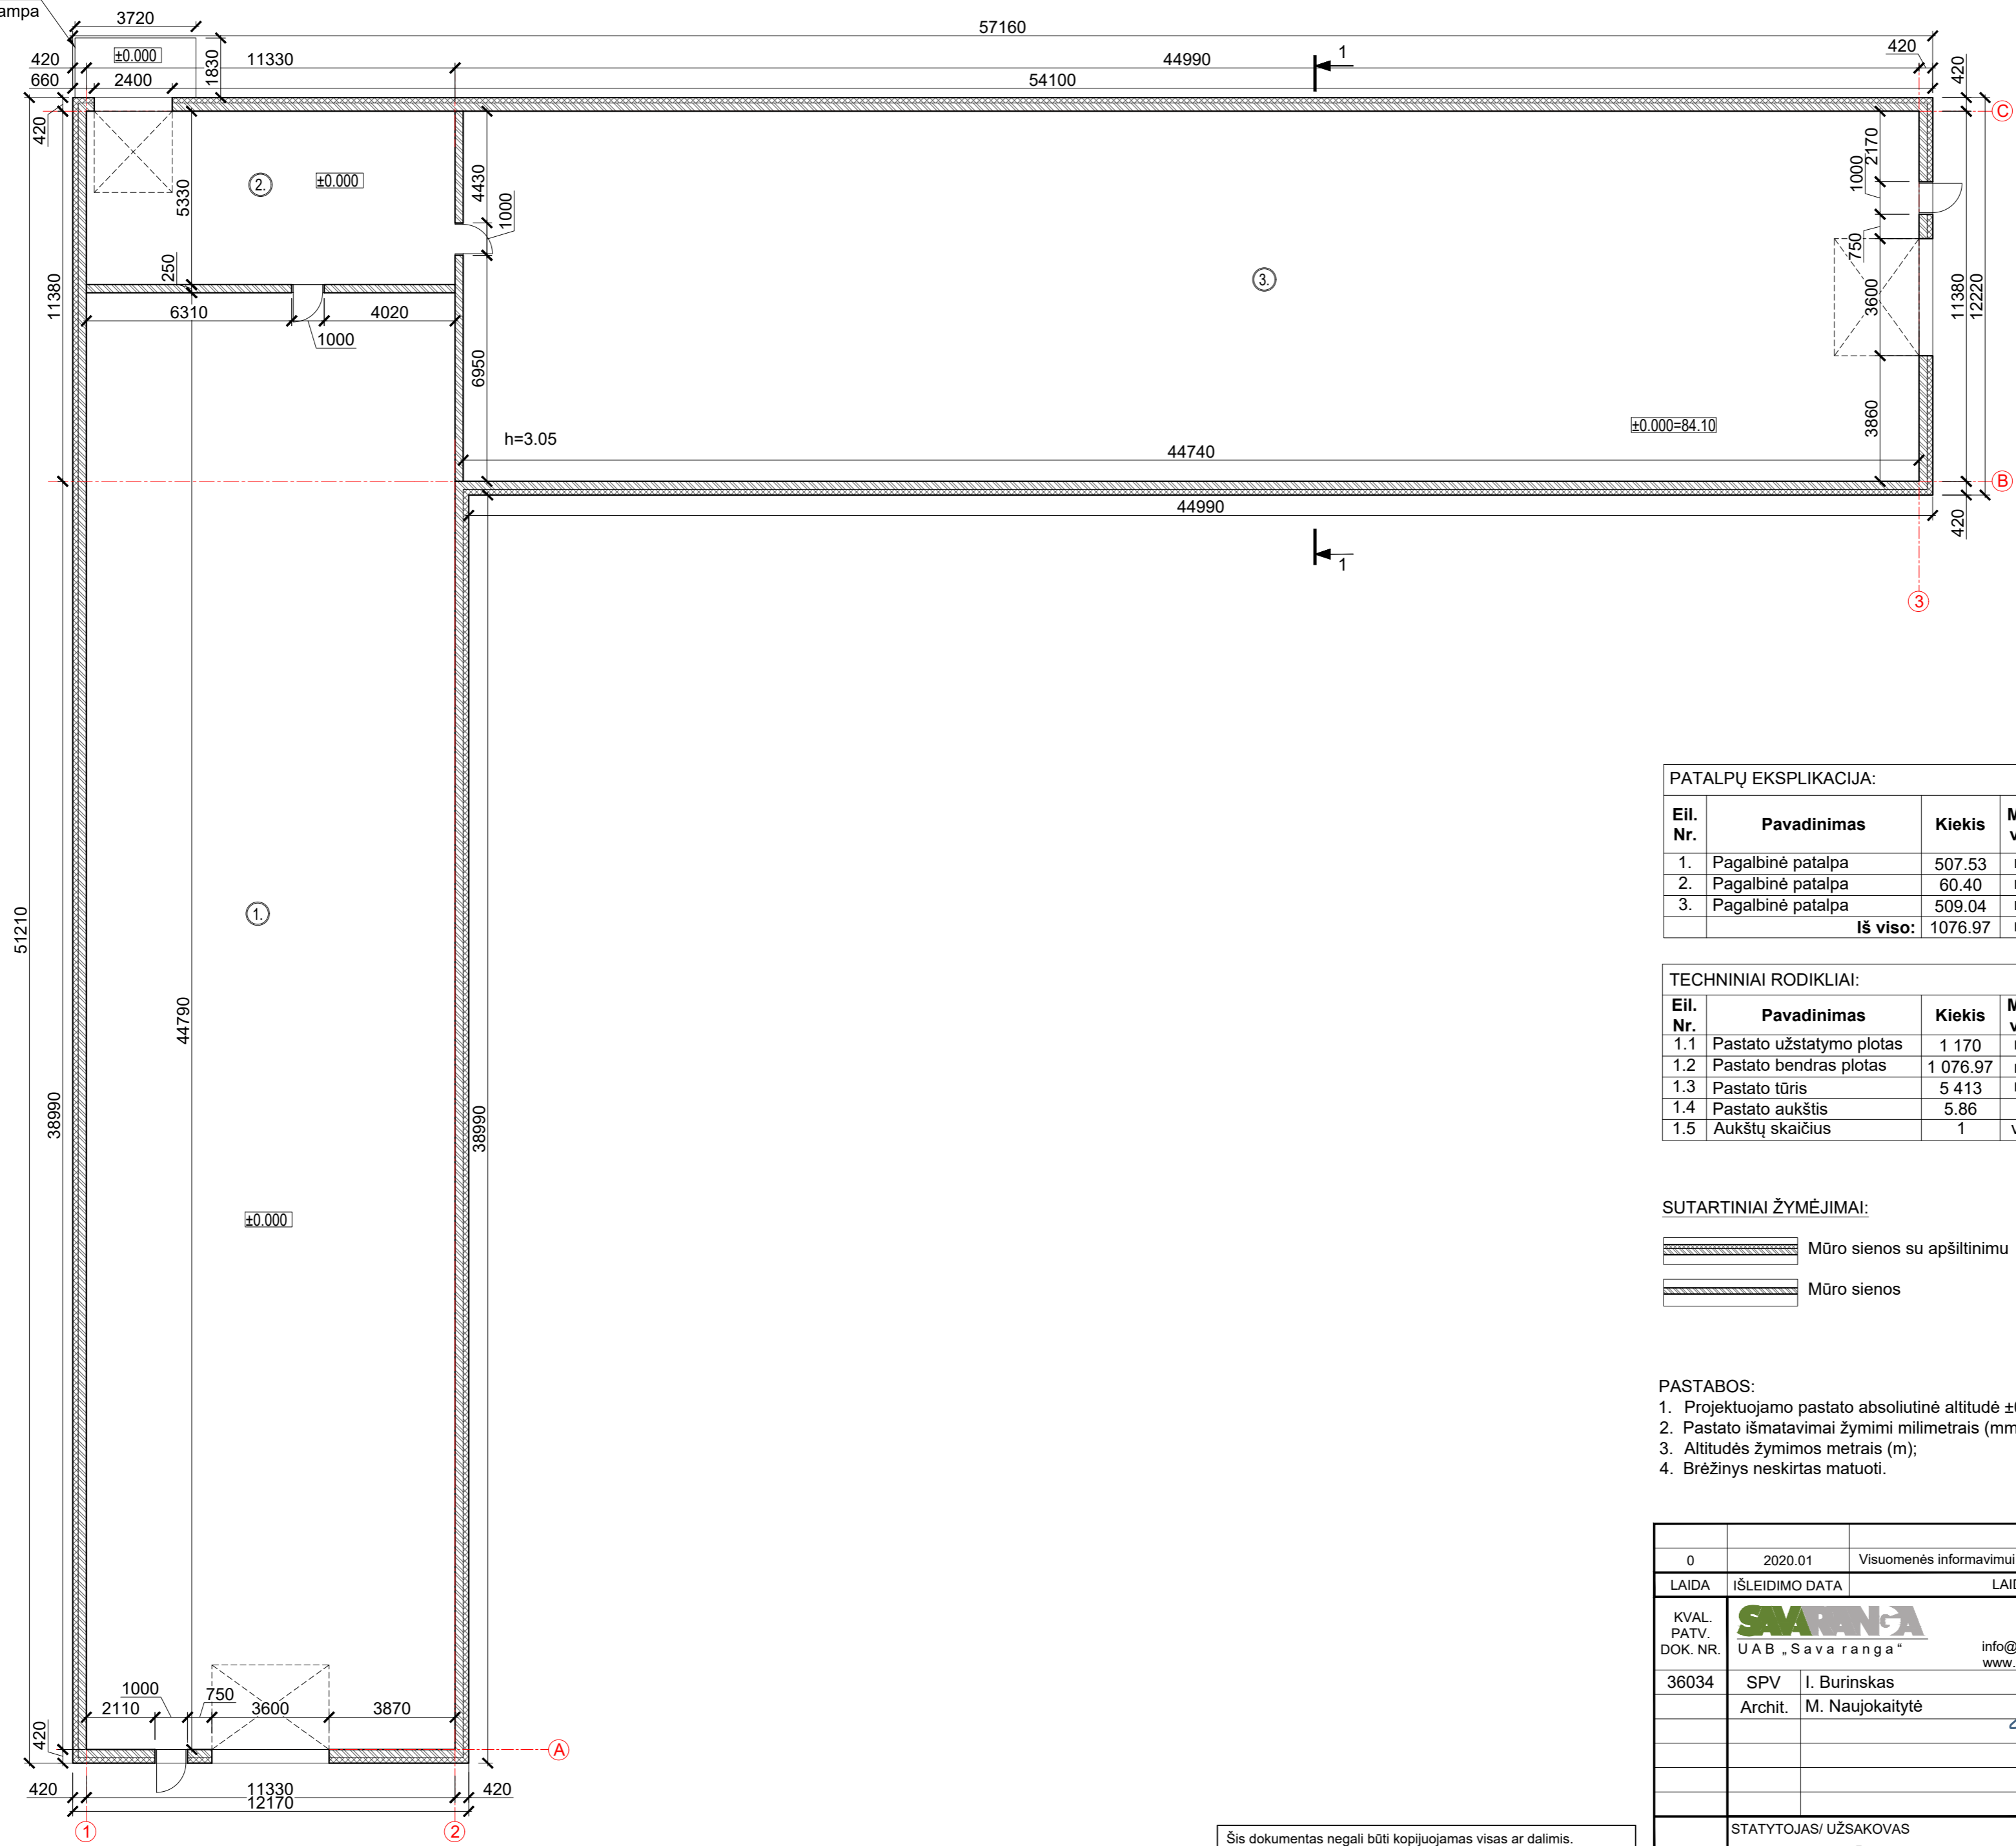 ampa
3720
57160
420
±0.000
1830
11330
44990
1
420
660
2400
54100
420
C
420
2170
1000
4430
5330
2.
±0.000
1000
750
250
3.
11380
3600
11380
12220
6310
4020
1000
6950
±0.000=84.10
3860
h=3.05
44740
B
44990
420
1
3
PATALPŲ EKSPLIKACIJA:
Eil. Nr. Pavadinimas Kiekis
1. Pagalbinė patalpa 507.53
2. Pagalbinė patalpa 60.40
3. Pagalbinė patalpa 509.04
Iš viso: 1076.97
1.
51210
TECHNINIAI RODIKLIAI:
Eil. Nr. Pavadinimas Kiekis
1.1 Pastato užstatymo plotas 1 170
1.2 Pastato bendras plotas 1 076.97
1.3 Pastato tūris 5 413
1.4 Pastato aukštis 5.86
1.5 Aukštų skaičius 1
44790
38990
38990
±0.000
SUTARTINIAI ŽYMĖJIMAI:
Mūro sienos su apšiltinimu
Mūro sienos
PASTABOS:
1. Projektuojamo pastato absoliutinė altitudė
2. Pastato išmatavimai žymimi milimetrais (mm
3. Altitudės žymimos metrais (m);
4. Brėžinys neskirtas matuoti.
0 2020.01 Visuomenės informavimui
LAIDA IŠLEIDIMO DATA
KVAL.
PATV.
DOK. NR.
SAVARANGA
UAB „Sava ranga“
info@
www.
36034 SPV I. Burinskas
Archit. M. Naujokaitytė
STATYTOJAS/ UŽSAKOVAS
1000
750
2110
3600
3870
420
A
420
11330
420
12170
1
2
Šis dokumentas negali būti kopijuojamas visas ar dalimis.